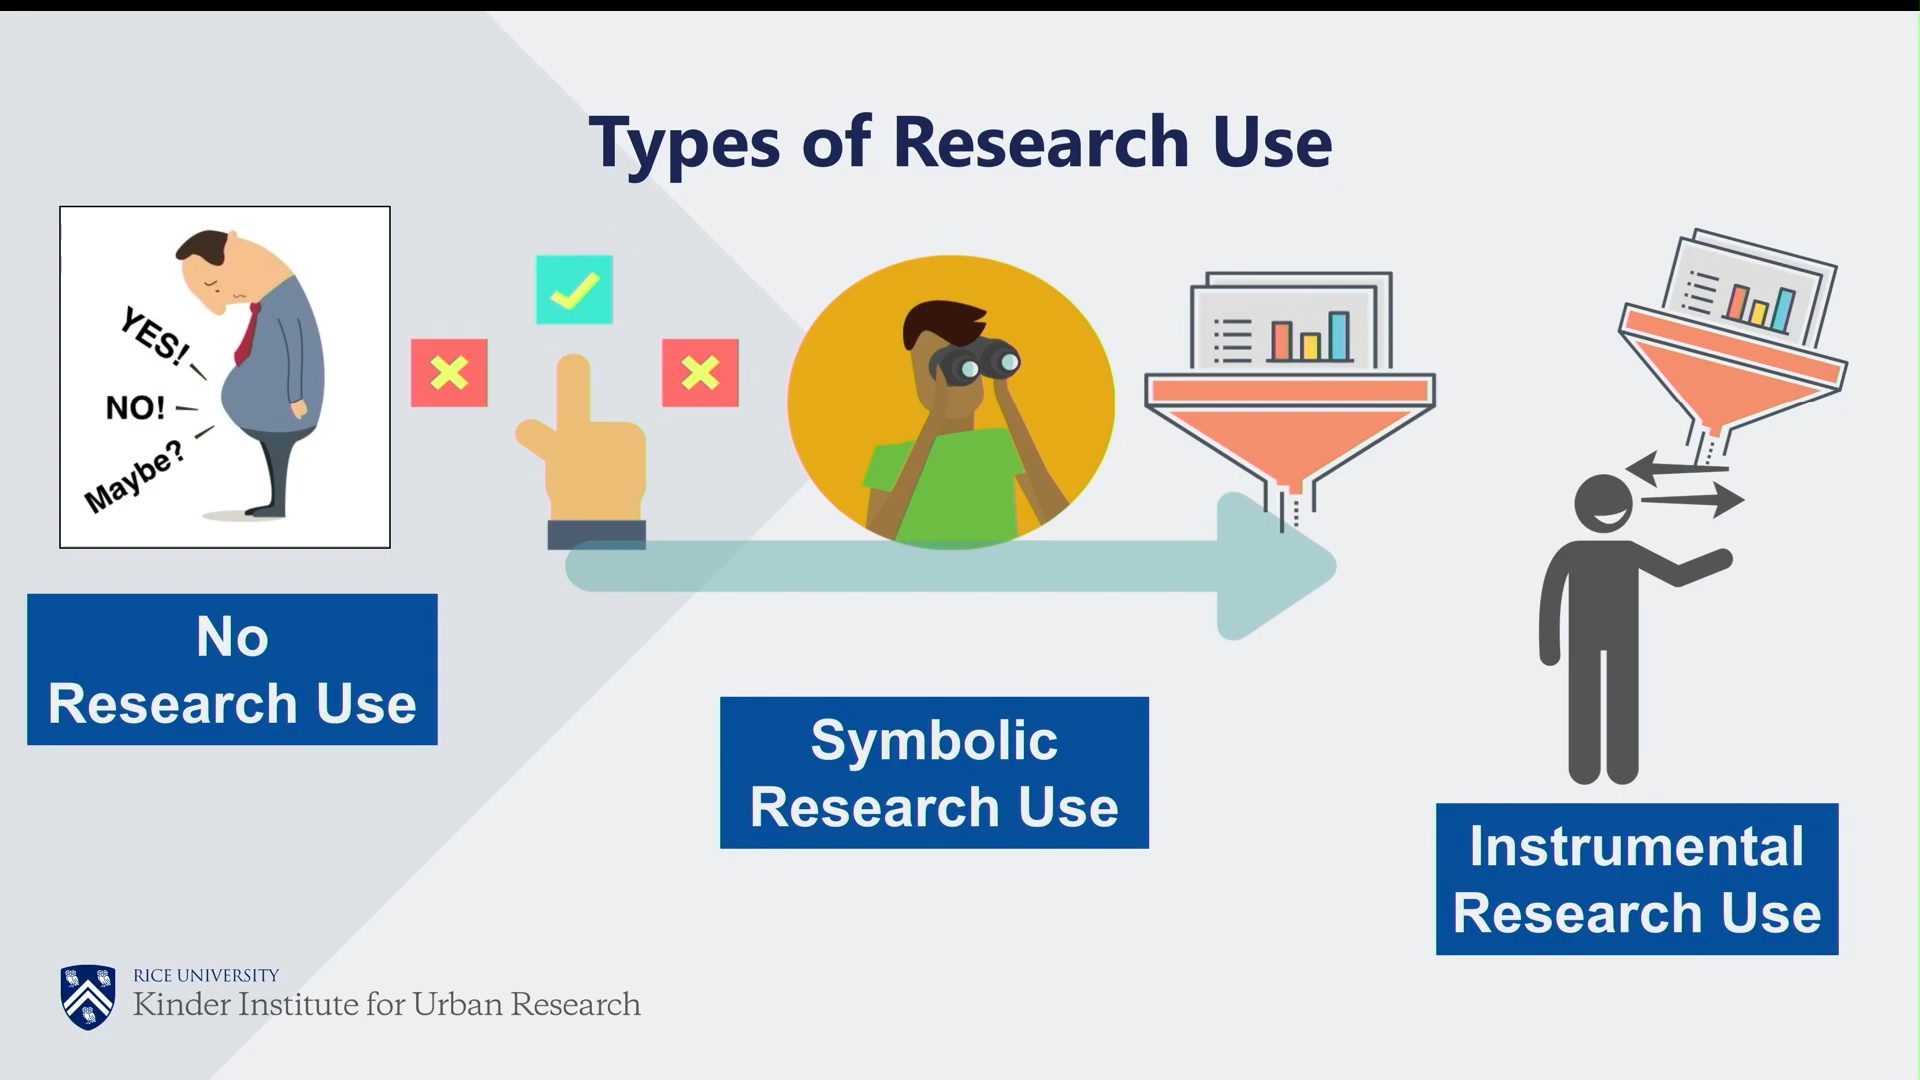 Types of Research Use
YES!
NO!
Maybe?
No
Research Use
Symbolic
Research Use
Instrumental
Research Use
RICE UNIVERSITY
Kinder Institute for Urban Research